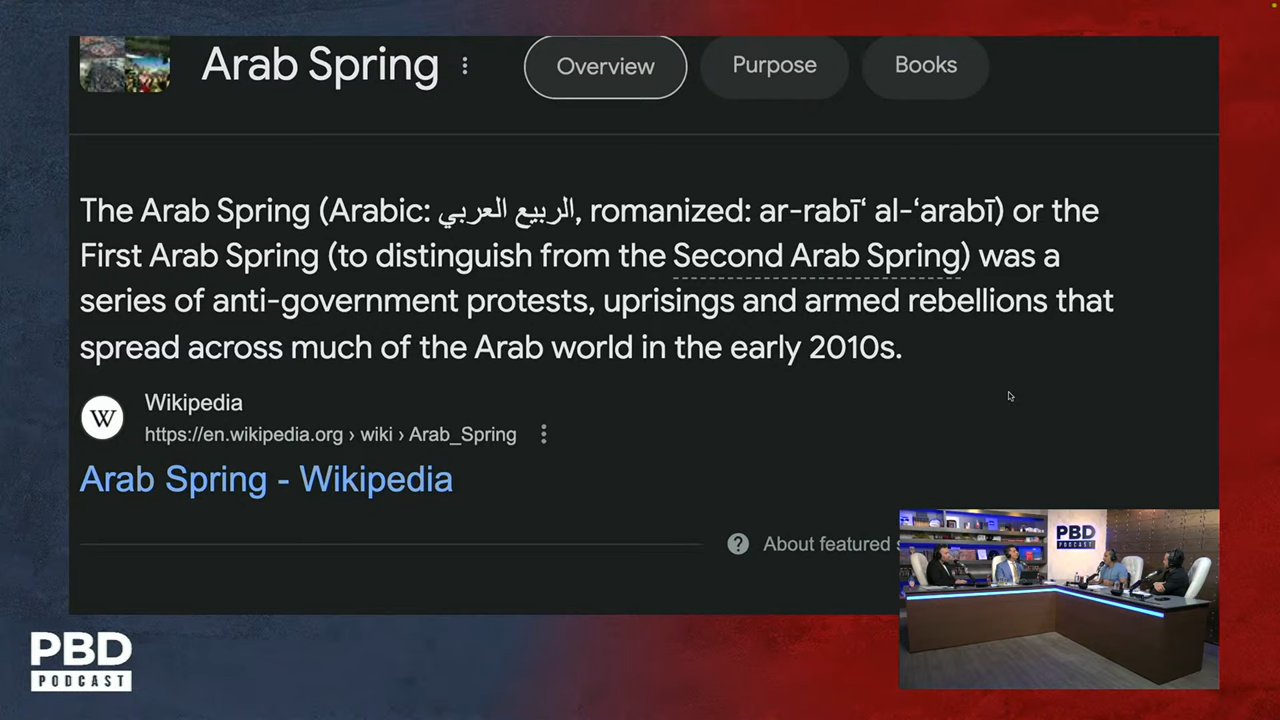 Arab Spring
Overview
Purpose
Books
The Arab Spring (Arabic: الربيع العربي, romanized: ar-rabīʻ al-ʻarabī) or the
First Arab Spring (to distinguish from the Second Arab Spring) was a
series of anti-government protests, uprisings and armed rebellions that
spread across much of the Arab world in the early 2010s.
W
Wikipedia
https://en.wikipedia.org › wiki › Arab_Spring
Arab Spring - Wikipedia
? About featured
PBD
PODCAST
PBD
PODCAST